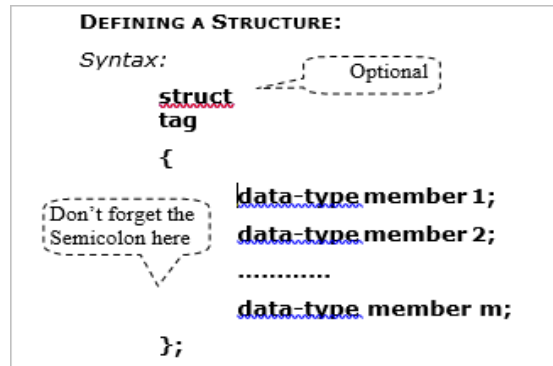 DEFINING A STRUCTURE:
Syntax:
Optional
struct
tag
{
data-type member 1;
Don't forget the
Semicolon here
data-type member 2;
............
data-type member m;
};